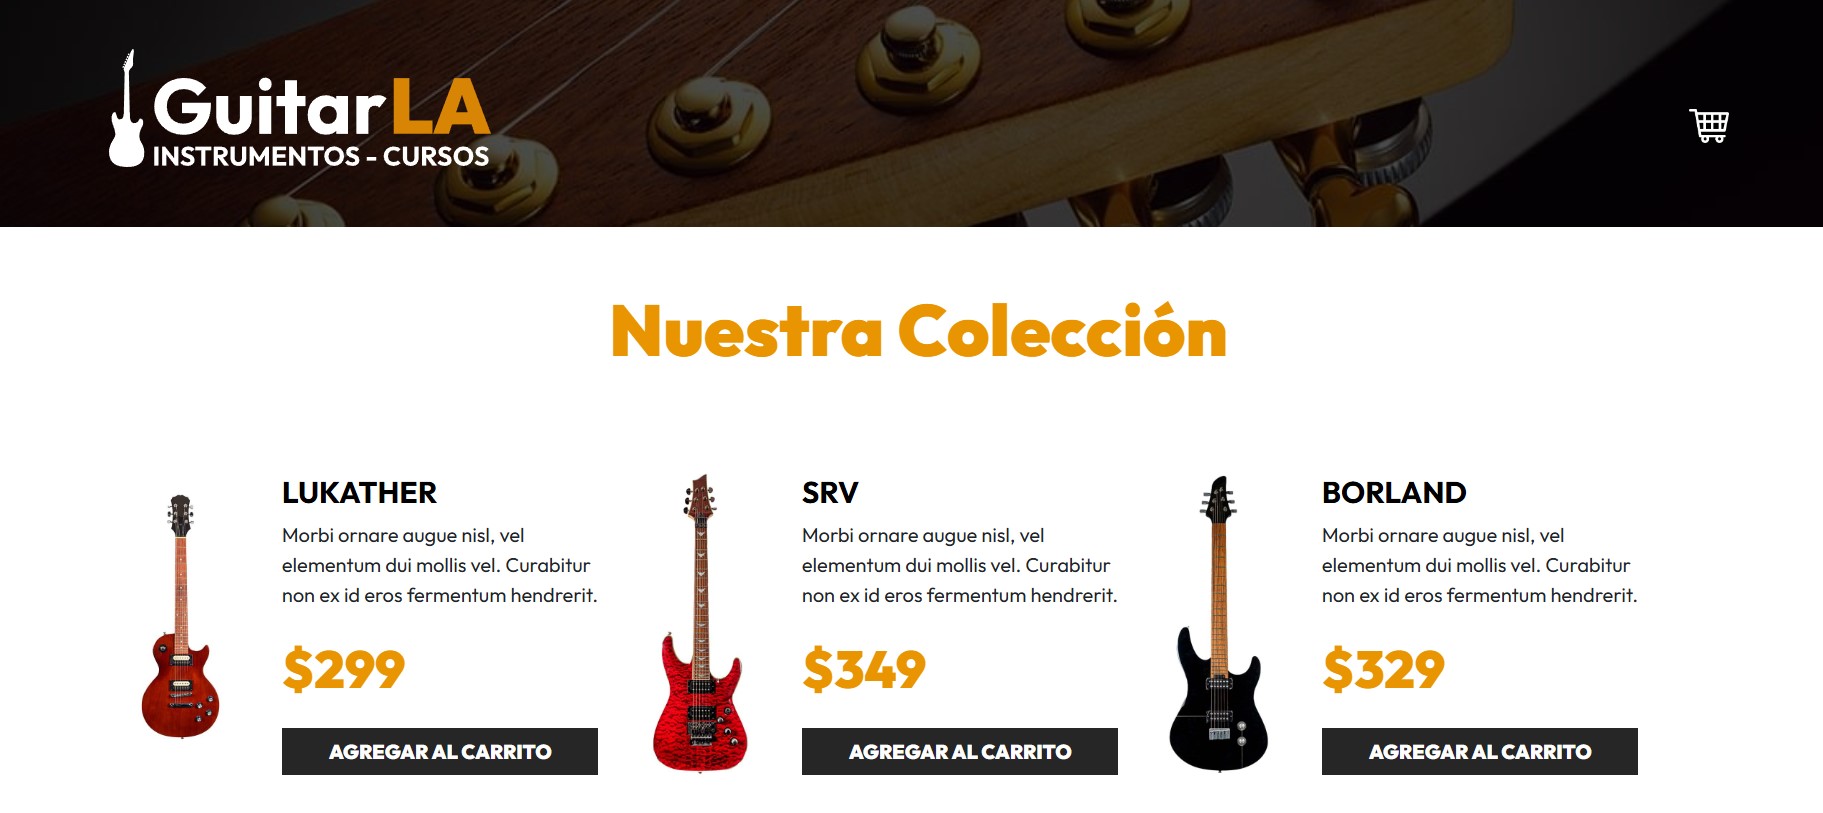 GuitarLA
INSTRUMENTOS - CURSOS
Nuestra Colección
LUKATHER
Morbi ornare augue nisl, vel
elementum dui mollis vel. Curabitur
non ex id eros fermentum hendrerit.
$299
AGREGAR AL CARRITO
SRV
Morbi ornare augue nisl, vel
elementum dui mollis vel. Curabitur
non ex id eros fermentum hendrerit.
$349
AGREGAR AL CARRITO
BORLAND
Morbi ornare augue nisl, vel
elementum dui mollis vel. Curabitur
non ex id eros fermentum hendrerit.
$329
AGREGAR AL CARRITO